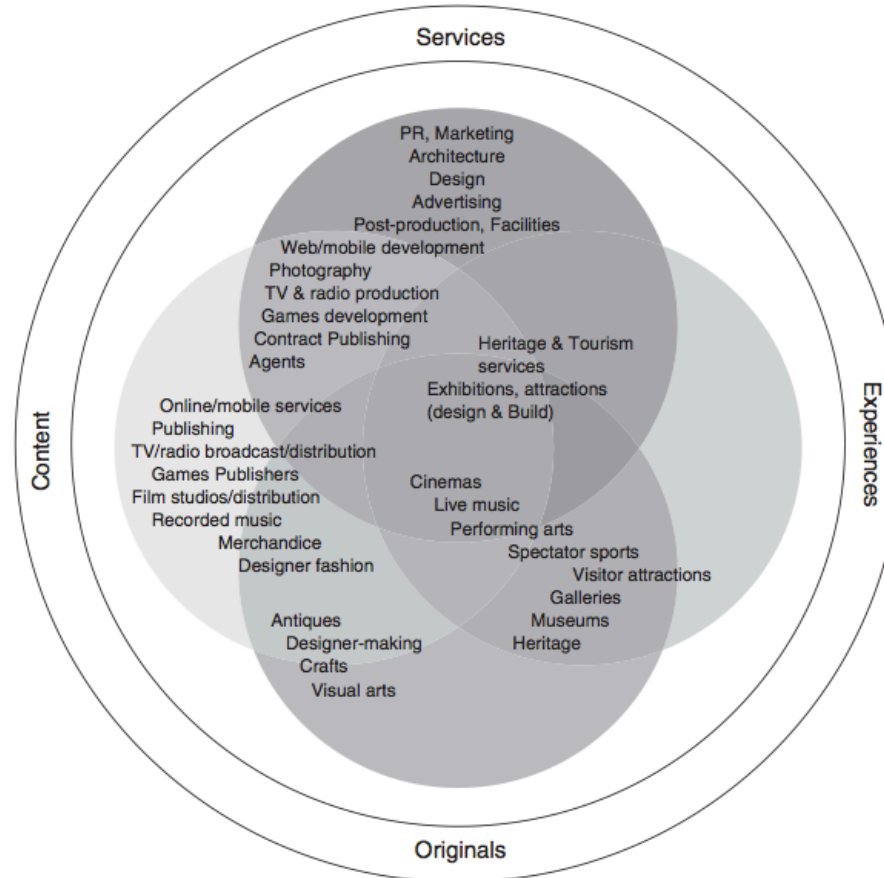 Services
PR, Marketing
Architecture
Design
Advertising
Post-production, Facilities
Web/mobile development
Photography
TV & radio production
Games development
Contract Publishing
Agents
Heritage & Tourism
services
Exhibitions, attractions
(design & Build)
Content
Experiences
Online/mobile services
Publishing
TV/radio broadcast/distribution
Games Publishers
Film studios/distribution
Recorded music
Merchandice
Designer fashion
Cinemas
Live music
Performing arts
Spectator sports
Visitor attractions
Galleries
Museums
Heritage
Antiques
Designer-making
Crafts
Visual arts
Originals